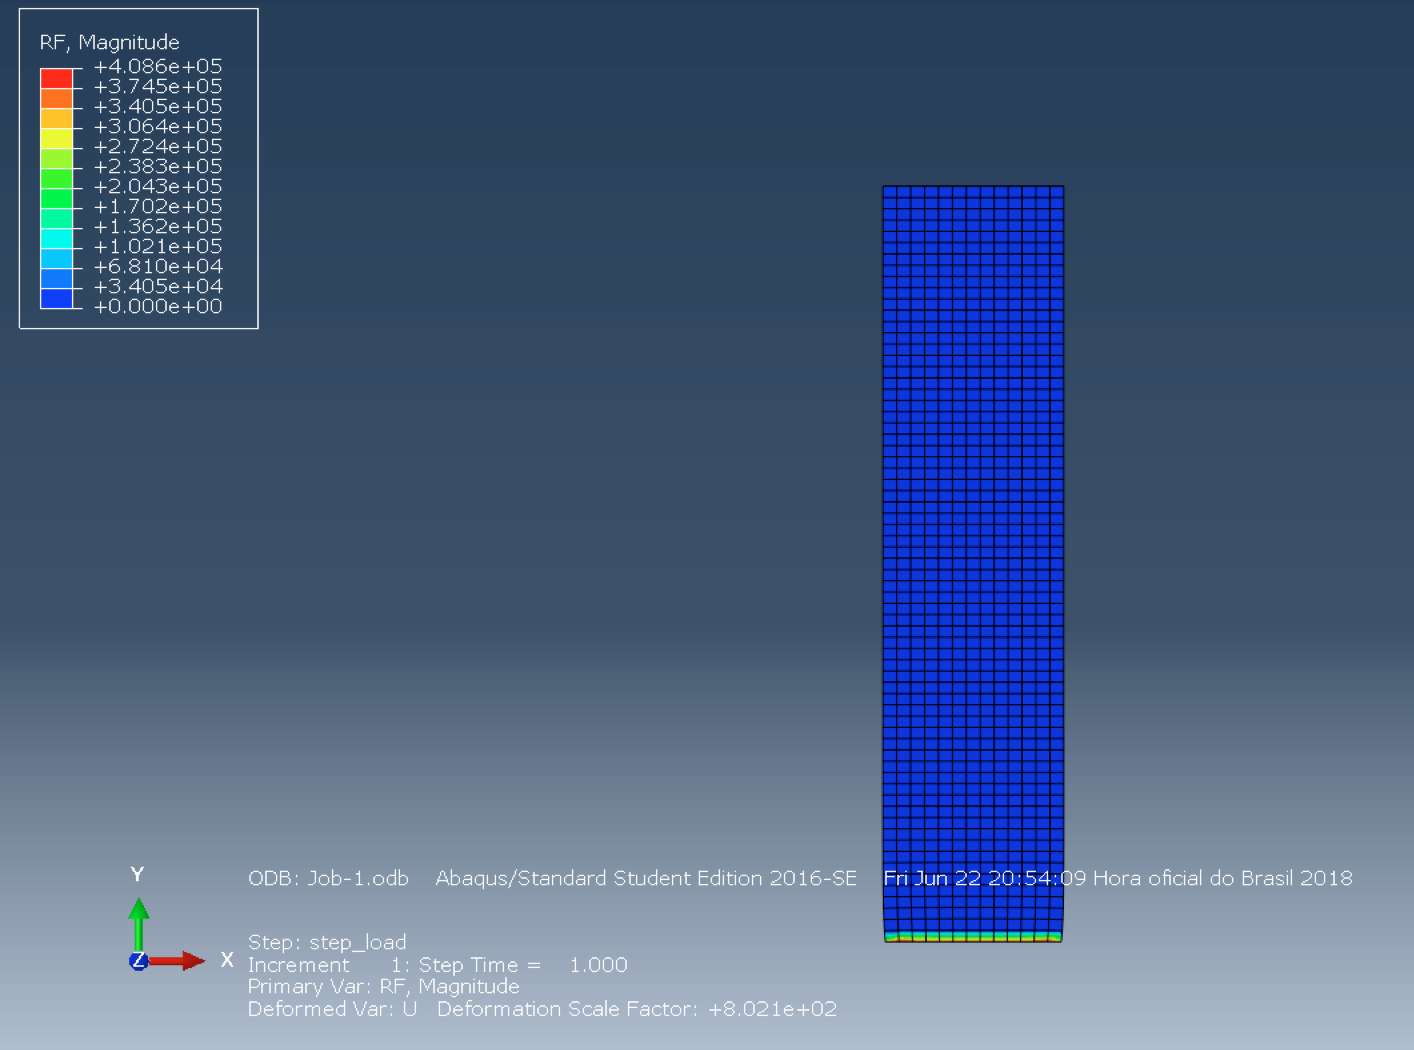 RF, Magnitude
+4.086e+05
+3.745e+05
+3.405e+05
+3.064e+05
+2.724e+05
+2.383e+05
+2.043e+05
+1.702e+05
+1.362e+05
+1.021e+05
+6.810e+04
+3.405e+04
+0.000e+00
Y
Z
X
ODB: Job-1.odb Abaqus/Standard Student Edition 2016-SE Fri Jun 22 20:54:09 Hora oficial do Brasil 2018
Step: step_load
Increment 1: Step Time = 1.000
Primary Var: RF, Magnitude
Deformed Var: U Deformation Scale Factor: +8.021e+02